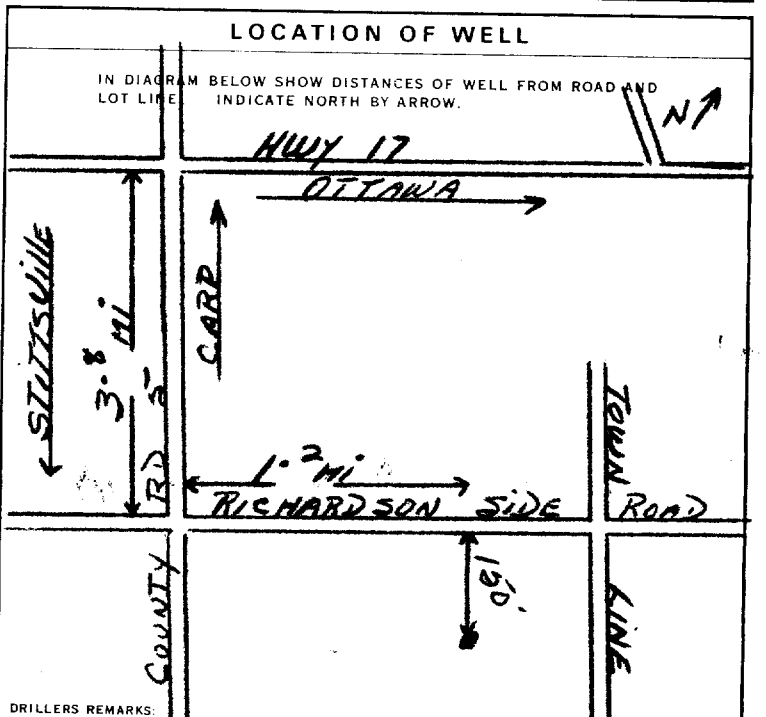 LOCATION OF WELL
IN DIAGRAM BELOW SHOW DISTANCES OF WELL FROM ROAD AND
LOT LINE. INDICATE NORTH BY ARROW.
N
HWY 17
OTTAWA
STITTSVILLE
3.8 MI
CARP
COUNTY RD 5
1.2 MI
RICHARDSON SIDE ROAD
TOWN LINE
DRILLERS REMARKS: